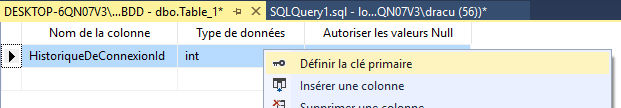 DESKTOP-6QN07V3\...BDD - dbo.Table_1* SQLQuery1.sql - lo...QN07V3\dracu (56))*
Nom de la colonne Type de données Autoriser les valeurs Null
HistoriqueDeConnexionId int
Définir la clé primaire
Insérer une colonne
Supprimer une colonne